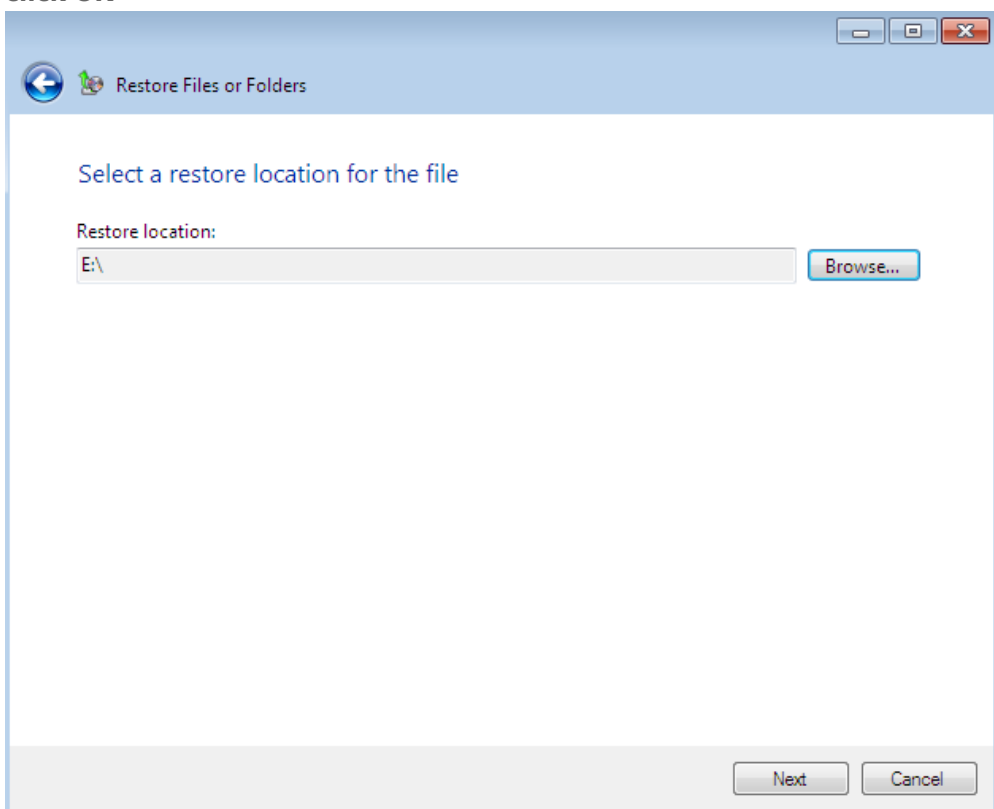 Restore Files or Folders
Select a restore location for the file
Restore location:
E:\
Browse...
Next
Cancel